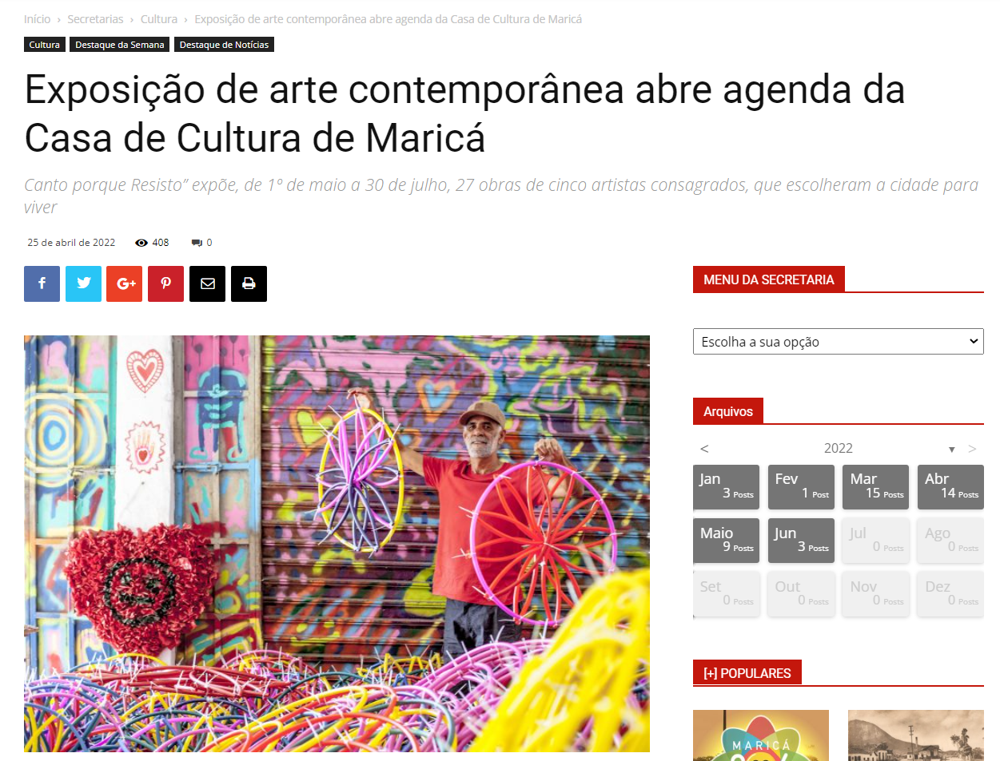 Início › Secretarias › Cultura › Exposição de arte contemporânea abre agenda da Casa de Cultura de Maricá
Cultura Destaque da Semana Destaque de Notícias
Exposição de arte contemporânea abre agenda da
Casa de Cultura de Maricá
Canto porque Resisto” expõe, de 1º de maio a 30 de julho, 27 obras de cinco artistas consagrados, que escolheram a cidade para
viver
25 de abril de 2022 408 0
MENU DA SECRETARIA
Escolha a sua opção
Arquivos
< 2022 ▼ >
Jan Fev Mar Abr
3 Posts 1 Post 15 Posts 14 Posts
Maio Jun Jul Ago
9 Posts 3 Posts 0 Posts 0 Posts
Set Out Nov Dez
0 Posts 0 Posts 0 Posts 0 Posts
[+] POPULARES
MARICÁ